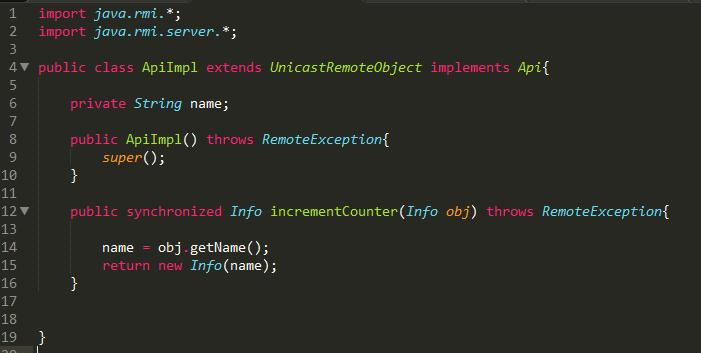 1 import java.rmi.*;
2 import java.rmi.server.*;
3
4 public class ApiImpl extends UnicastRemoteObject implements Api{
5
6     private String name;
7
8     public ApiImpl() throws RemoteException{
9         super();
10     }
11
12     public synchronized Info incrementCounter(Info obj) throws RemoteException{
13
14         name = obj.getName();
15         return new Info(name);
16     }
17
18
19 }